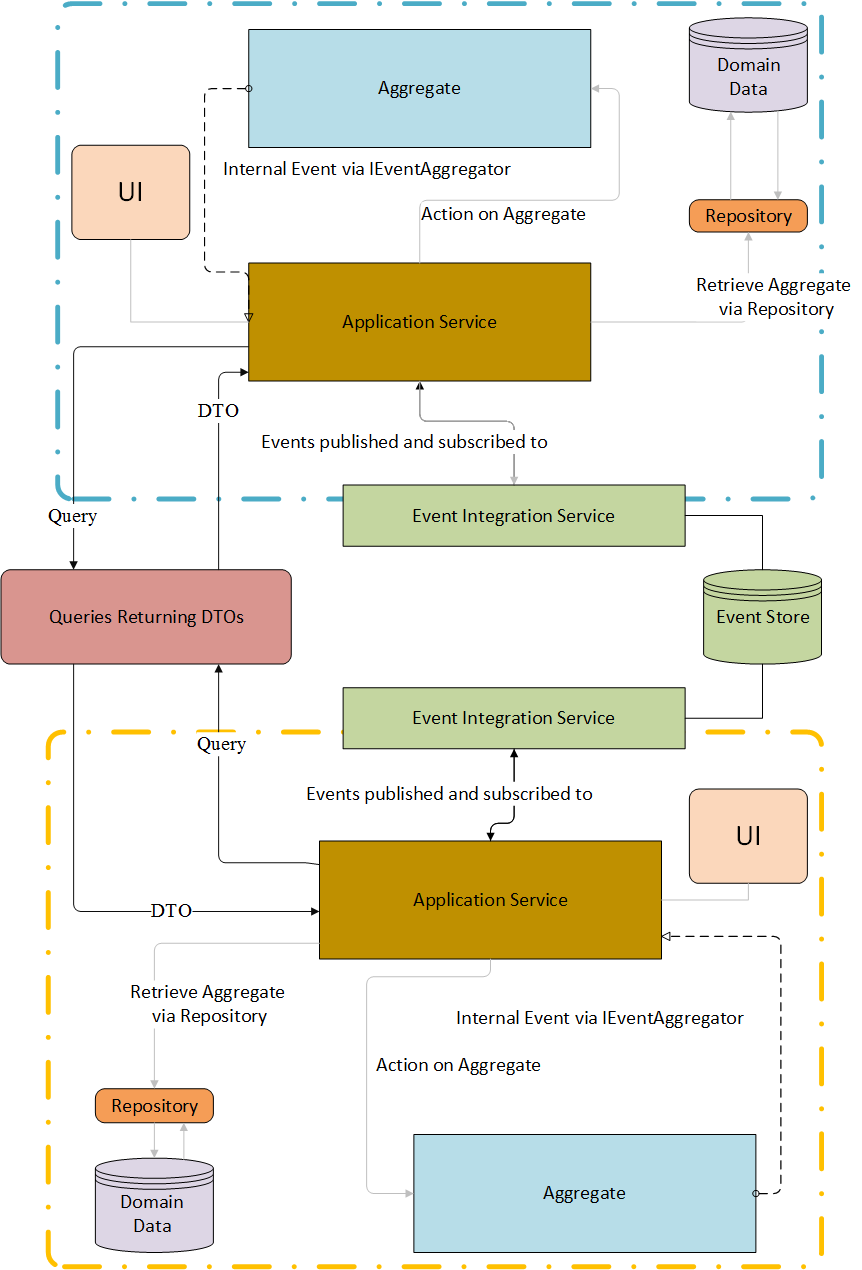 Aggregate
Domain
Data
Internal Event via IEventAggregator
UI
Action on Aggregate
Repository
Retrieve Aggregate
via Repository
Application Service
DTO
Events published and subscribed to
Query
Event Integration Service
Queries Returning DTOs
Event Store
Event Integration Service
Query
Events published and subscribed to
UI
Application Service
DTO
Retrieve Aggregate
via Repository
Internal Event via IEventAggregator
Action on Aggregate
Repository
Aggregate
Domain
Data